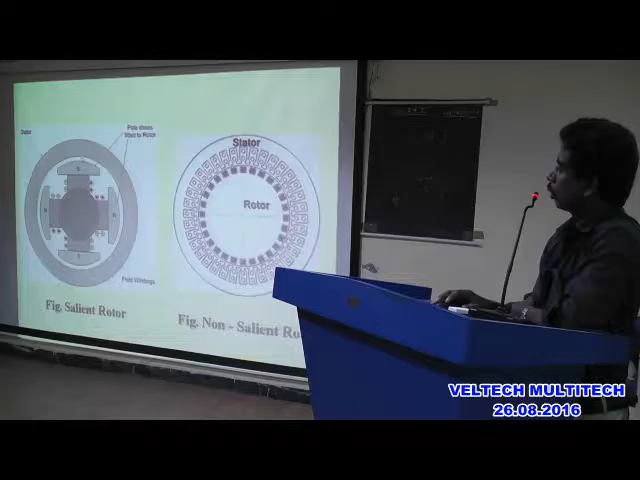 Stator
Pole shoes
fitted to Rotor
Stator
Rotor
Pole Windings
Fig. Salient Rotor
Fig. Non - Salient Ro
VELTECH MULTITECH
26.08.2016